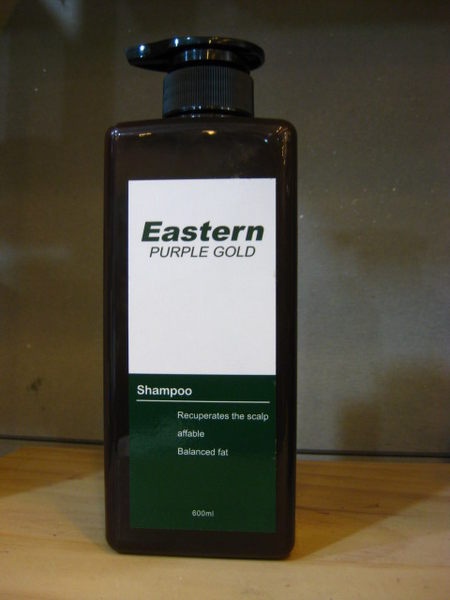 Eastern
PURPLE GOLD
Shampoo
Recuperates the scalp
affable
Balanced fat
600ml